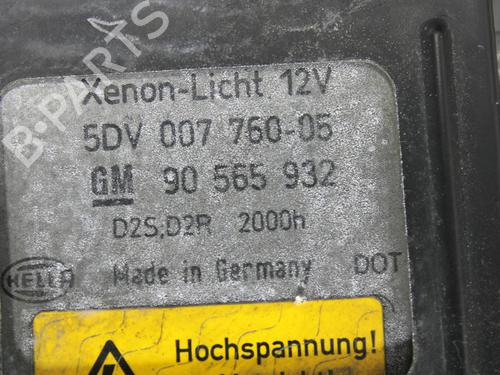 B-PARTS
Xenon-Licht 12V
5DV 007 760-05
GM 90 565 932
D2S,D2R 2000h
HELLA Made in Germany DOT
Hochspannung!